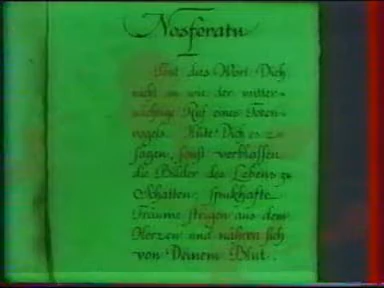 Nosferatu
Tönt dies Wort Dich
nicht an wie der mitter-
nächtige Ruf eines Toten-
vogels. Hüte Dich es zu
sagen, sonst verblassen
die Bilder des Lebens zu
Schatten, spukhafte
Träume steigen aus dem
Herzen und nähren sich
von Deinem Blut.